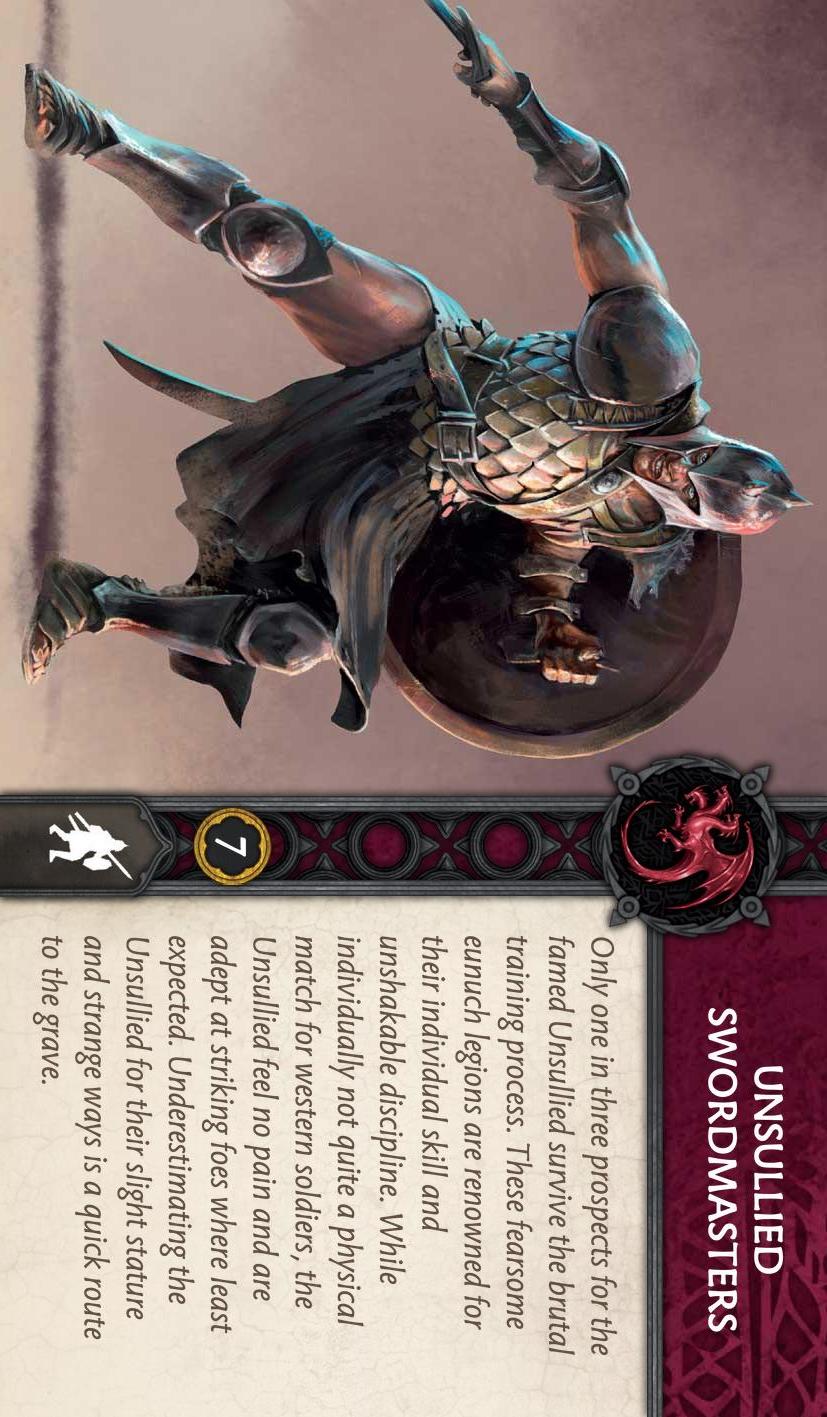 UNSULLIED
SWORDMASTERS
7
Only one in three prospects for the
famed Unsullied survive the brutal
training process. These fearsome
eunuch legions are renowned for
their individual skill and
unshakable discipline. While
individually not quite a physical
match for western soldiers, the
Unsullied feel no pain and are
adept at striking foes where least
expected. Underestimating the
Unsullied for their slight stature
and strange ways is a quick route
to the grave.